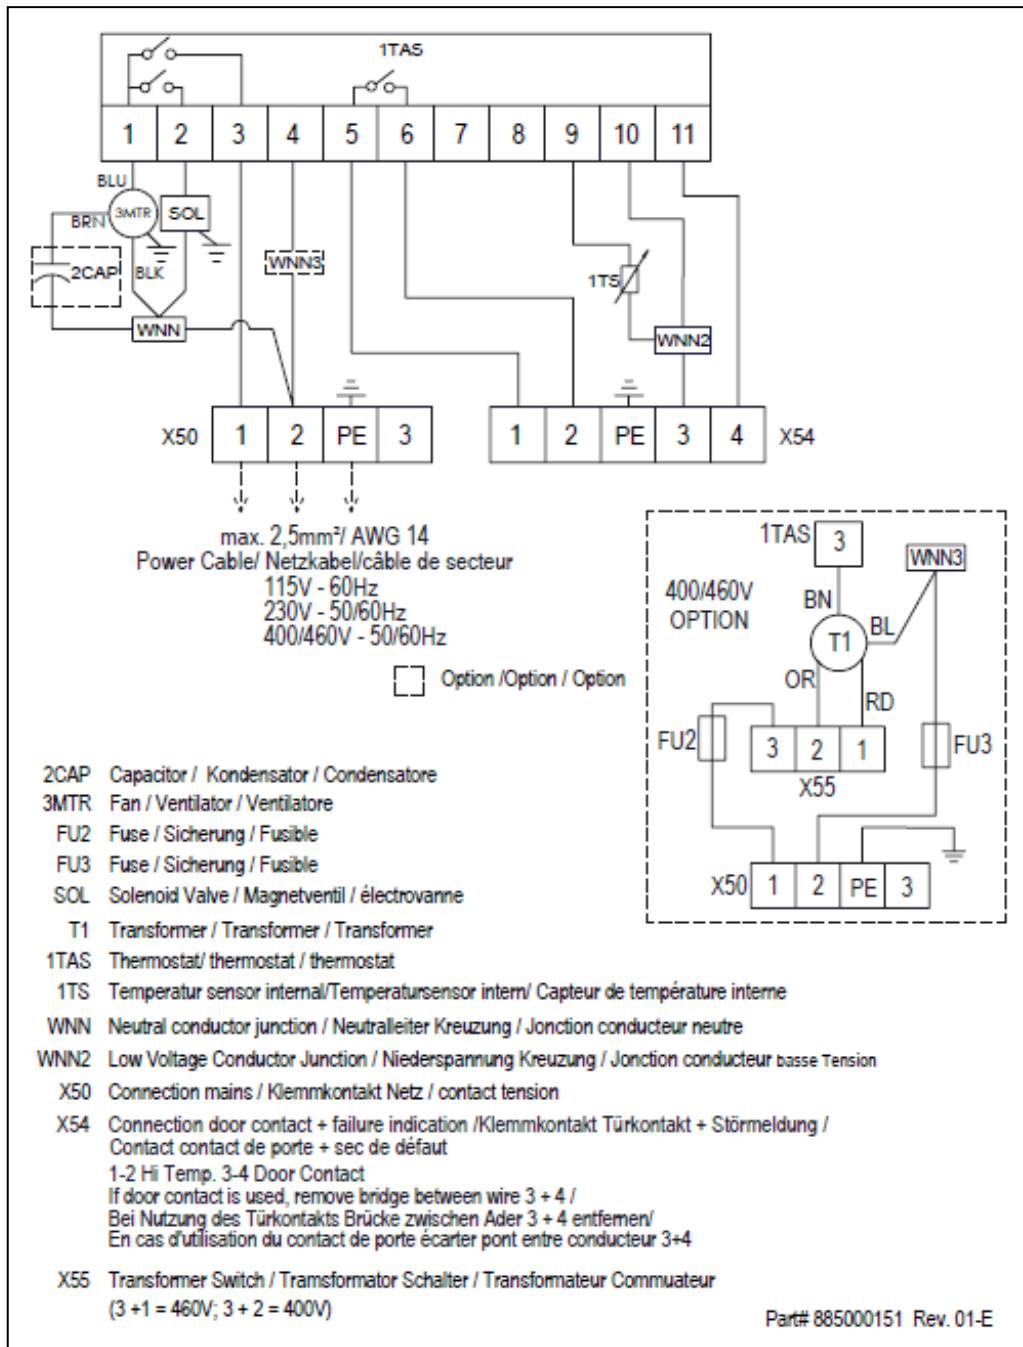 1TAS
1 2 3 4 5 6 7 8 9 10 11
BLU
BRN 3MTR SOL
2CAP BLK
WNN3
1TS
WNN
WNN2
X50 1 2 PE 3
1 2 PE 3 4 X54
max. 2,5mm²/ AWG 14
Power Cable/ Netzkabel/câble de secteur
115V - 60Hz
230V - 50/60Hz
400/460V - 50/60Hz
Option /Option / Option
1TAS 3
WNN3
400/460V
OPTION
BN
T1
BL
OR
RD
FU2
3 2 1
FU3
X55
X50 1 2 PE 3
2CAP Capacitor / Kondensator / Condensatore
3MTR Fan / Ventilator / Ventilatore
FU2 Fuse / Sicherung / Fusible
FU3 Fuse / Sicherung / Fusible
SOL Solenoid Valve / Magnetventil / électrovanne
T1 Transformer / Transformer / Transformer
1TAS Thermostat/ thermostat / thermostat
1TS Temperatur sensor internal/Temperatursensor intern/ Capteur de température interne
WNN Neutral conductor junction / Neutralleiter Kreuzung / Jonction conducteur neutre
WNN2 Low Voltage Conductor Junction / Niederspannung Kreuzung / Jonction conducteur basse Tension
X50 Connection mains / Klemmkontakt Netz / contact tension
X54 Connection door contact + failure indication /Klemmkontakt Türkontakt + Störmeldung /
Contact contact de porte + sec de défaut
1-2 Hi Temp. 3-4 Door Contact
If door contact is used, remove bridge between wire 3 + 4 /
Bei Nutzung des Türkontakts Brücke zwischen Ader 3 + 4 entfernen/
En cas d'utilisation du contact de porte écarter pont entre conducteur 3+4
X55 Transformer Switch / Tramsformator Schalter / Transformateur Commuateur
(3 +1 = 460V; 3 + 2 = 400V)
Part# 885000151 Rev. 01-E